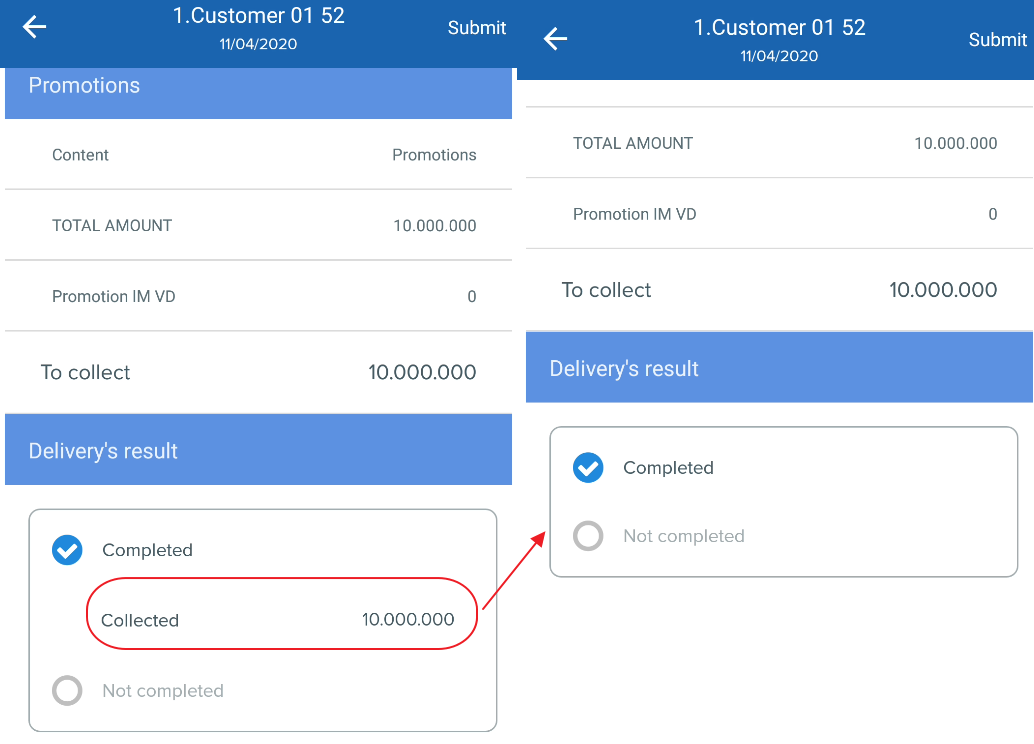 1.Customer 01 52
11/04/2020
Submit
Promotions
Content Promotions
TOTAL AMOUNT 10.000.000
Promotion IM VD 0
To collect 10.000.000
Delivery's result
Completed
Collected 10.000.000
Not completed
1.Customer 01 52
11/04/2020
Submit
TOTAL AMOUNT 10.000.000
Promotion IM VD 0
To collect 10.000.000
Delivery's result
Completed
Not completed